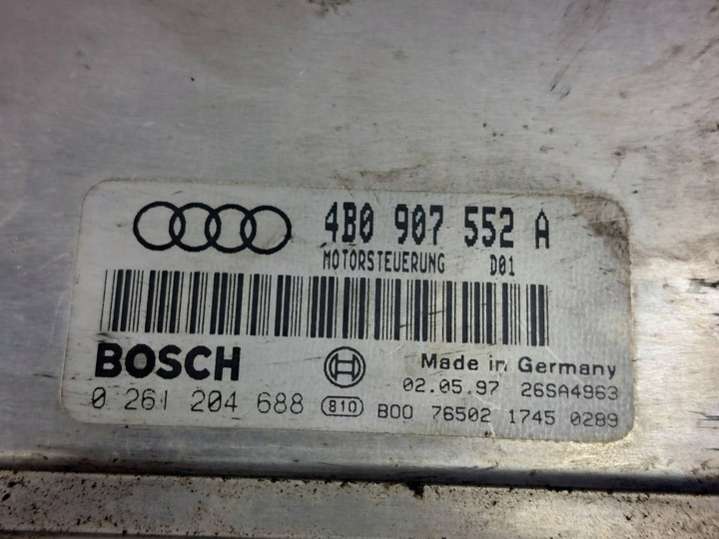 4B0 907 552 A
MOTORSTEUERUNG D01
BOSCH
Made in Germany
02.05.97 26SA4963
0 261 204 688 810 B00 76502 1745 0289